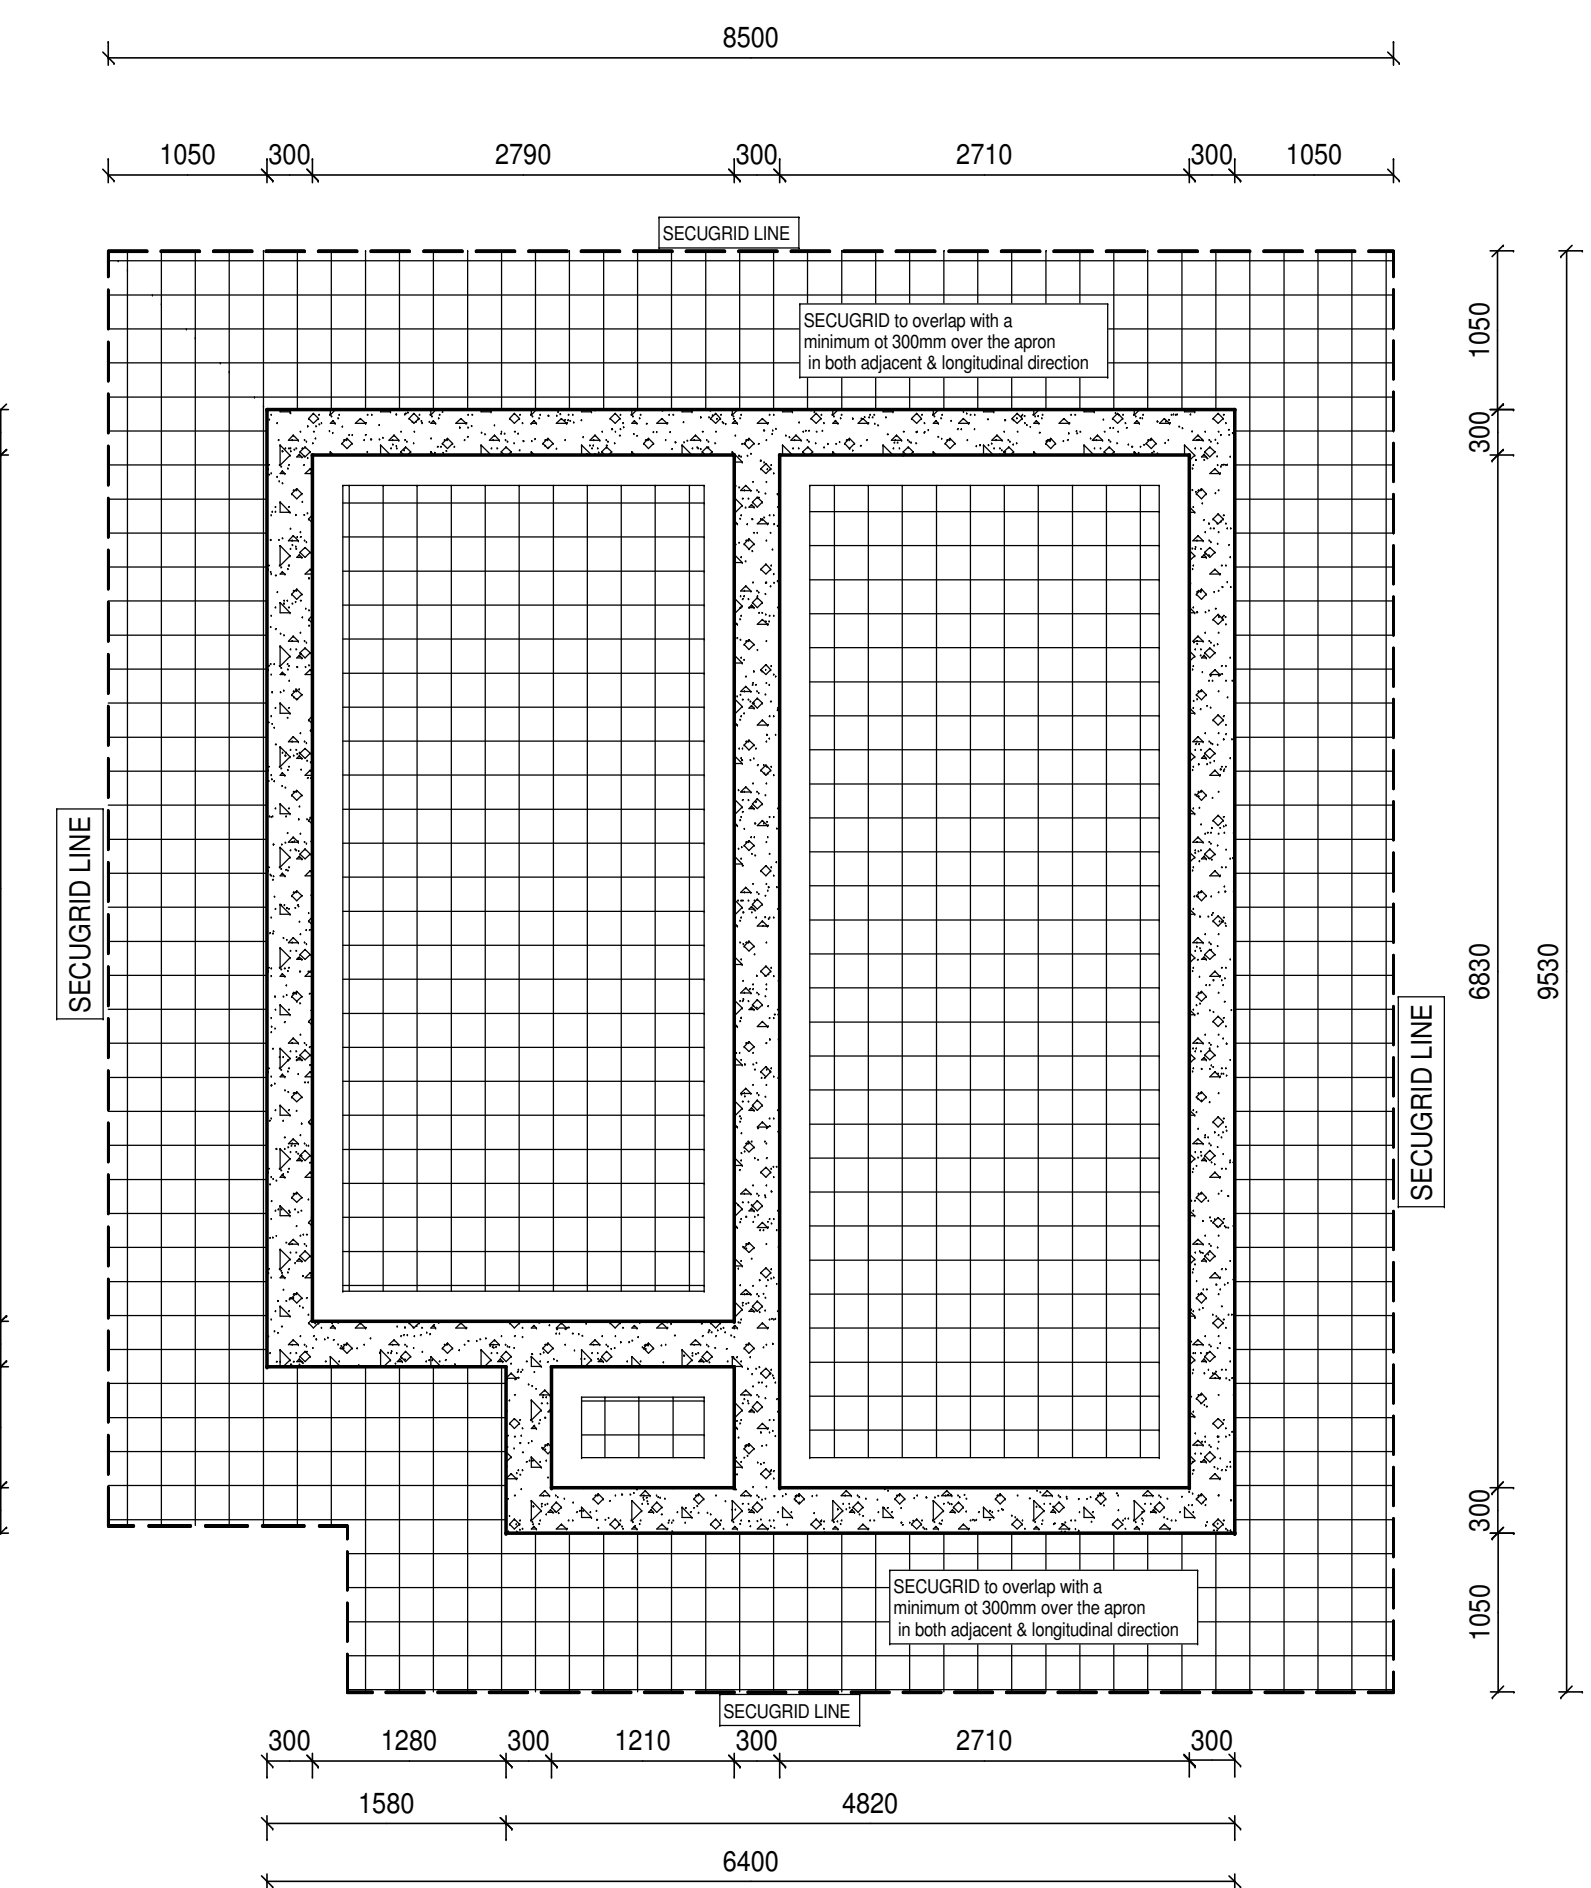 8500
1050 300 2790 300 2710 300 1050
SECUGRID LINE
SECUGRID to overlap with a
minimum ot 300mm over the apron
in both adjacent & longitudinal direction
1050
300
6830
9530
300
1050
SECUGRID LINE
SECUGRID LINE
SECUGRID to overlap with a
minimum ot 300mm over the apron
in both adjacent & longitudinal direction
SECUGRID LINE
300 1280 300 1210 300 2710 300
1580 4820
6400